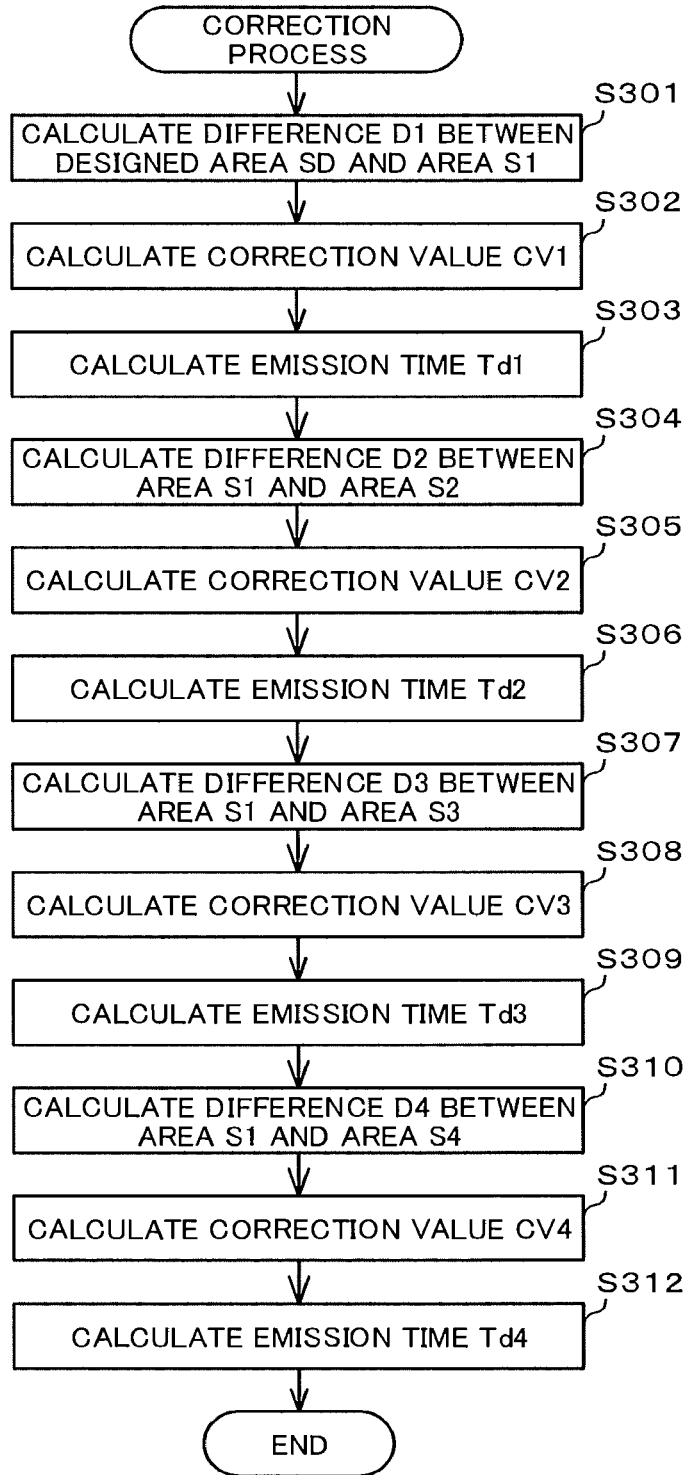 CORRECTION
PROCESS
S301
CALCULATE DIFFERENCE D1 BETWEEN
DESIGNED AREA SD AND AREA S1
S302
CALCULATE CORRECTION VALUE CV1
S303
CALCULATE EMISSION TIME Td1
S304
CALCULATE DIFFERENCE D2 BETWEEN
AREA S1 AND AREA S2
S305
CALCULATE CORRECTION VALUE CV2
S306
CALCULATE EMISSION TIME Td2
S307
CALCULATE DIFFERENCE D3 BETWEEN
AREA S1 AND AREA S3
S308
CALCULATE CORRECTION VALUE CV3
S309
CALCULATE EMISSION TIME Td3
S310
CALCULATE DIFFERENCE D4 BETWEEN
AREA S1 AND AREA S4
S311
CALCULATE CORRECTION VALUE CV4
S312
CALCULATE EMISSION TIME Td4
END